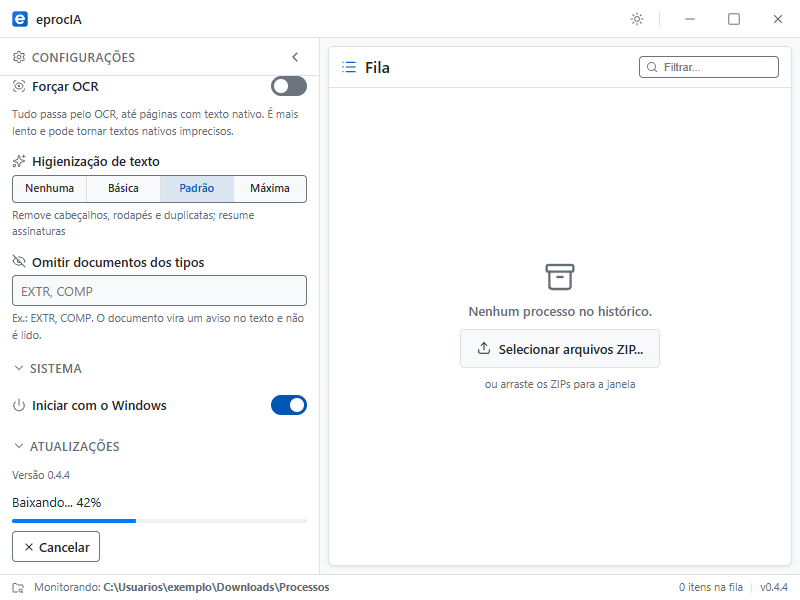 eprocIA
CONFIGURAÇÕES
Forçar OCR
Tudo passa pelo OCR, até páginas com texto nativo. É mais
lento e pode tornar textos nativos imprecisos.
Higienização de texto
Nenhuma Básica Padrão Máxima
Remove cabeçalhos, rodapés e duplicatas; resume
assinaturas
Omitir documentos dos tipos
EXTR, COMP
Ex.: EXTR, COMP. O documento vira um aviso no texto e não
é lido.
SISTEMA
Iniciar com o Windows
ATUALIZAÇÕES
Versão 0.4.4
Baixando... 42%
Cancelar
Fila
Filtrar...
Nenhum processo no histórico.
Selecionar arquivos ZIP...
ou arraste os ZIPs para a janela
Monitorando: C:\Usuarios\exemplo\Downloads\Processos
0 itens na fila v0.4.4